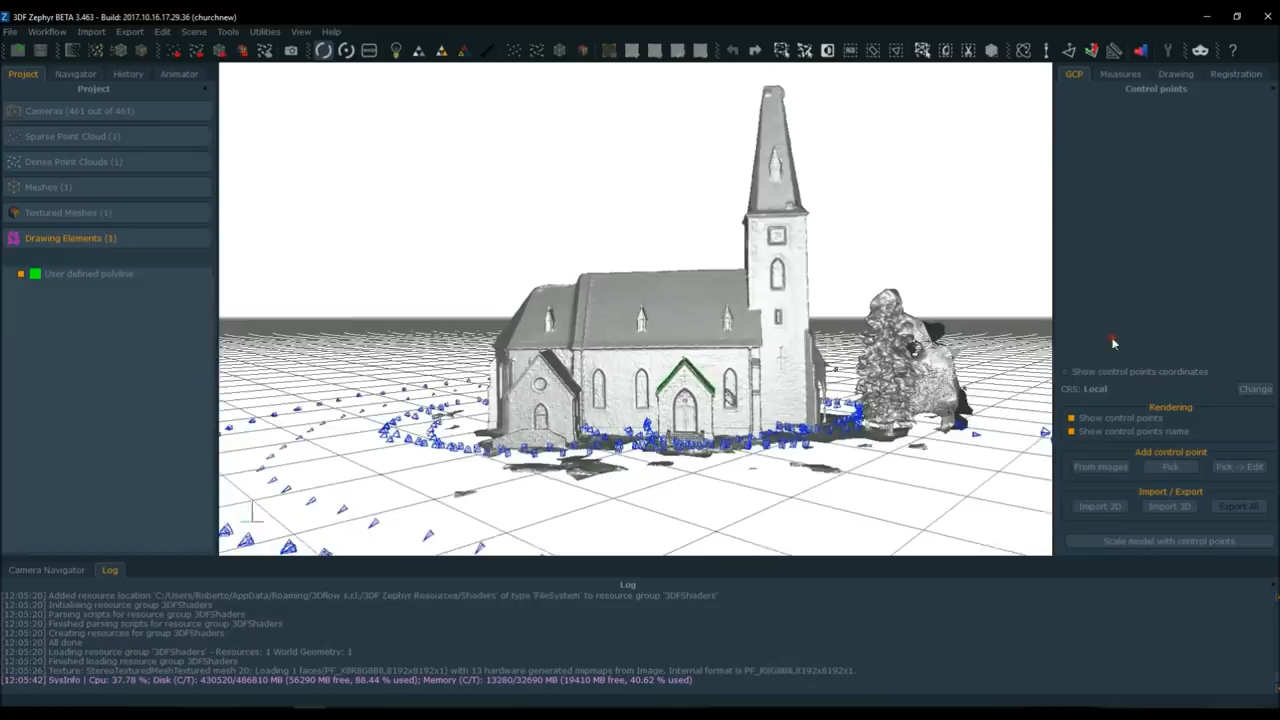 3DF Zephyr BETA 3.463 - Build: 2017.10.16.17.29.36 (churchnew)
File Workflow Import Export Edit Scene Tools Utilities View Help
Project Navigator History Animator
Project
Cameras (461 out of 461)
Sparse Point Cloud (1)
Dense Point Clouds (1)
Meshes (1)
Textured Meshes (1)
Drawing Elements (1)
User defined polyline
GCP Measures Drawing Registration
Control points
Show control points coordinates
CRS: Local Change
Rendering
Show control points
Show control points name
Add control point
From images Pick Pick -> Edit
Import / Export
Import 2D Import 3D Export All
Scale model with control points
Camera Navigator Log
Log
[12:05:20] Added resource location 'C:/Users/Roberto/AppData/Roaming/3Dflow s.r.l./3DF Zephyr Resources/Shaders' of type 'FileSystem' to resource group '3DFShaders'
[12:05:20] Initialising resource group 3DFShaders
[12:05:20] Parsing scripts for resource group 3DFShaders
[12:05:20] Finished parsing scripts for resource group 3DFShaders
[12:05:20] Creating resources for group 3DFShaders
[12:05:20] All done
[12:05:20] Loading resource group '3DFShaders' - Resources: 1 World Geometry: 1
[12:05:20] Finished loading resource group 3DFShaders
[12:05:26] Texture: StereoTexturedMeshTextured mesh 20: Loading 1 faces(PF_X8R8G8B8,8192x8192x1) with 13 hardware generated mipmaps from Image. Internal format is PF_R8G8B8,8192x8192x1.
[12:05:42] SysInfo | Cpu: 37.78 %; Disk (C/T): 430520/486810 MB (56290 MB free, 88.44 % used); Memory (C/T): 13280/32690 MB (19410 MB free, 40.62 % used)